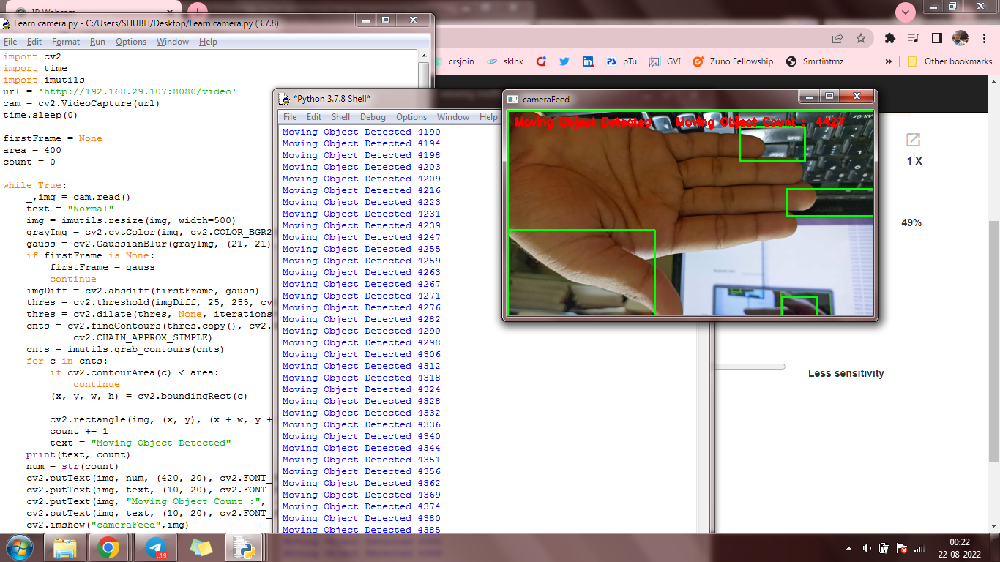 IP Webcam
Learn camera.py - C:/Users/SHUBH/Desktop/Learn camera.py (3.7.8)
File Edit Format Run Options Window Help
import cv2
import time
import imutils
url = 'http://192.168.29.107:8080/video'
cam = cv2.VideoCapture(url)
time.sleep(0)
firstFrame = None
area = 400
count = 0
while True:
_,img = cam.read()
text = "Normal"
img = imutils.resize(img, width=500)
grayImg = cv2.cvtColor(img, cv2.COLOR_BGR2
gauss = cv2.GaussianBlur(grayImg, (21, 21)
if firstFrame is None:
firstFrame = gauss
continue
imgDiff = cv2.absdiff(firstFrame, gauss)
thres = cv2.threshold(imgDiff, 25, 255, cv
thres = cv2.dilate(thres, None, iterations
cnts = cv2.findContours(thres.copy(), cv2.
cv2.CHAIN_APPROX_SIMPLE)
cnts = imutils.grab_contours(cnts)
for c in cnts:
if cv2.contourArea(c) < area:
continue
(x, y, w, h) = cv2.boundingRect(c)
cv2.rectangle(img, (x, y), (x + w, y +
count += 1
text = "Moving Object Detected"
print(text, count)
num = str(count)
cv2.putText(img, num, (420, 20), cv2.FONT_
cv2.putText(img, text, (10, 20), cv2.FONT_
cv2.putText(img, "Moving Object Count :",
cv2.putText(img, text, (10, 20), cv2.FONT_
cv2.imshow("cameraFeed",img)
*Python 3.7.8 Shell*
File Edit Shell Debug Options Window Help
Moving Object Detected 4190
Moving Object Detected 4194
Moving Object Detected 4198
Moving Object Detected 4203
Moving Object Detected 4209
Moving Object Detected 4216
Moving Object Detected 4223
Moving Object Detected 4231
Moving Object Detected 4239
Moving Object Detected 4247
Moving Object Detected 4255
Moving Object Detected 4259
Moving Object Detected 4263
Moving Object Detected 4267
Moving Object Detected 4271
Moving Object Detected 4276
Moving Object Detected 4282
Moving Object Detected 4290
Moving Object Detected 4298
Moving Object Detected 4306
Moving Object Detected 4312
Moving Object Detected 4318
Moving Object Detected 4324
Moving Object Detected 4328
Moving Object Detected 4332
Moving Object Detected 4336
Moving Object Detected 4340
Moving Object Detected 4344
Moving Object Detected 4351
Moving Object Detected 4356
Moving Object Detected 4362
Moving Object Detected 4369
Moving Object Detected 4374
Moving Object Detected 4380
Moving Object Detected 4385
cameraFeed
Moving Object Detected Moving Object Count : 4427
SONY
crsjoin sklnk pTu GVI Zuno Fellowship Smrtintrnz » Other bookmarks
1 X
49%
Less sensitivity
19
00:22
22-08-2022